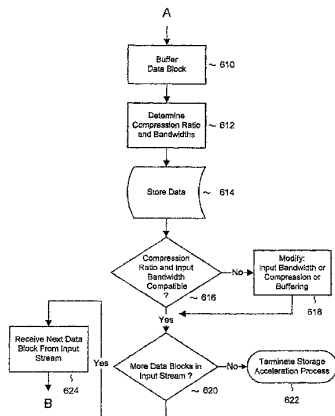 A
Buffer
Data Block
~ 610
Determine
Compression Ratio
and Bandwidths
~ 612
Store Data
~ 614
Compression
Ratio and Input
Bandwidth
Compatible
?
~ 616
No
Modify:
Input Bandwidth or
Compression or
Buffering
~
618
Yes
Receive Next Data
Block From Input
Stream
~
624
B
Yes
More Data Blocks in
Input Stream ?
~
620
No
Tarminate Storage
Acceleration Process
~
622